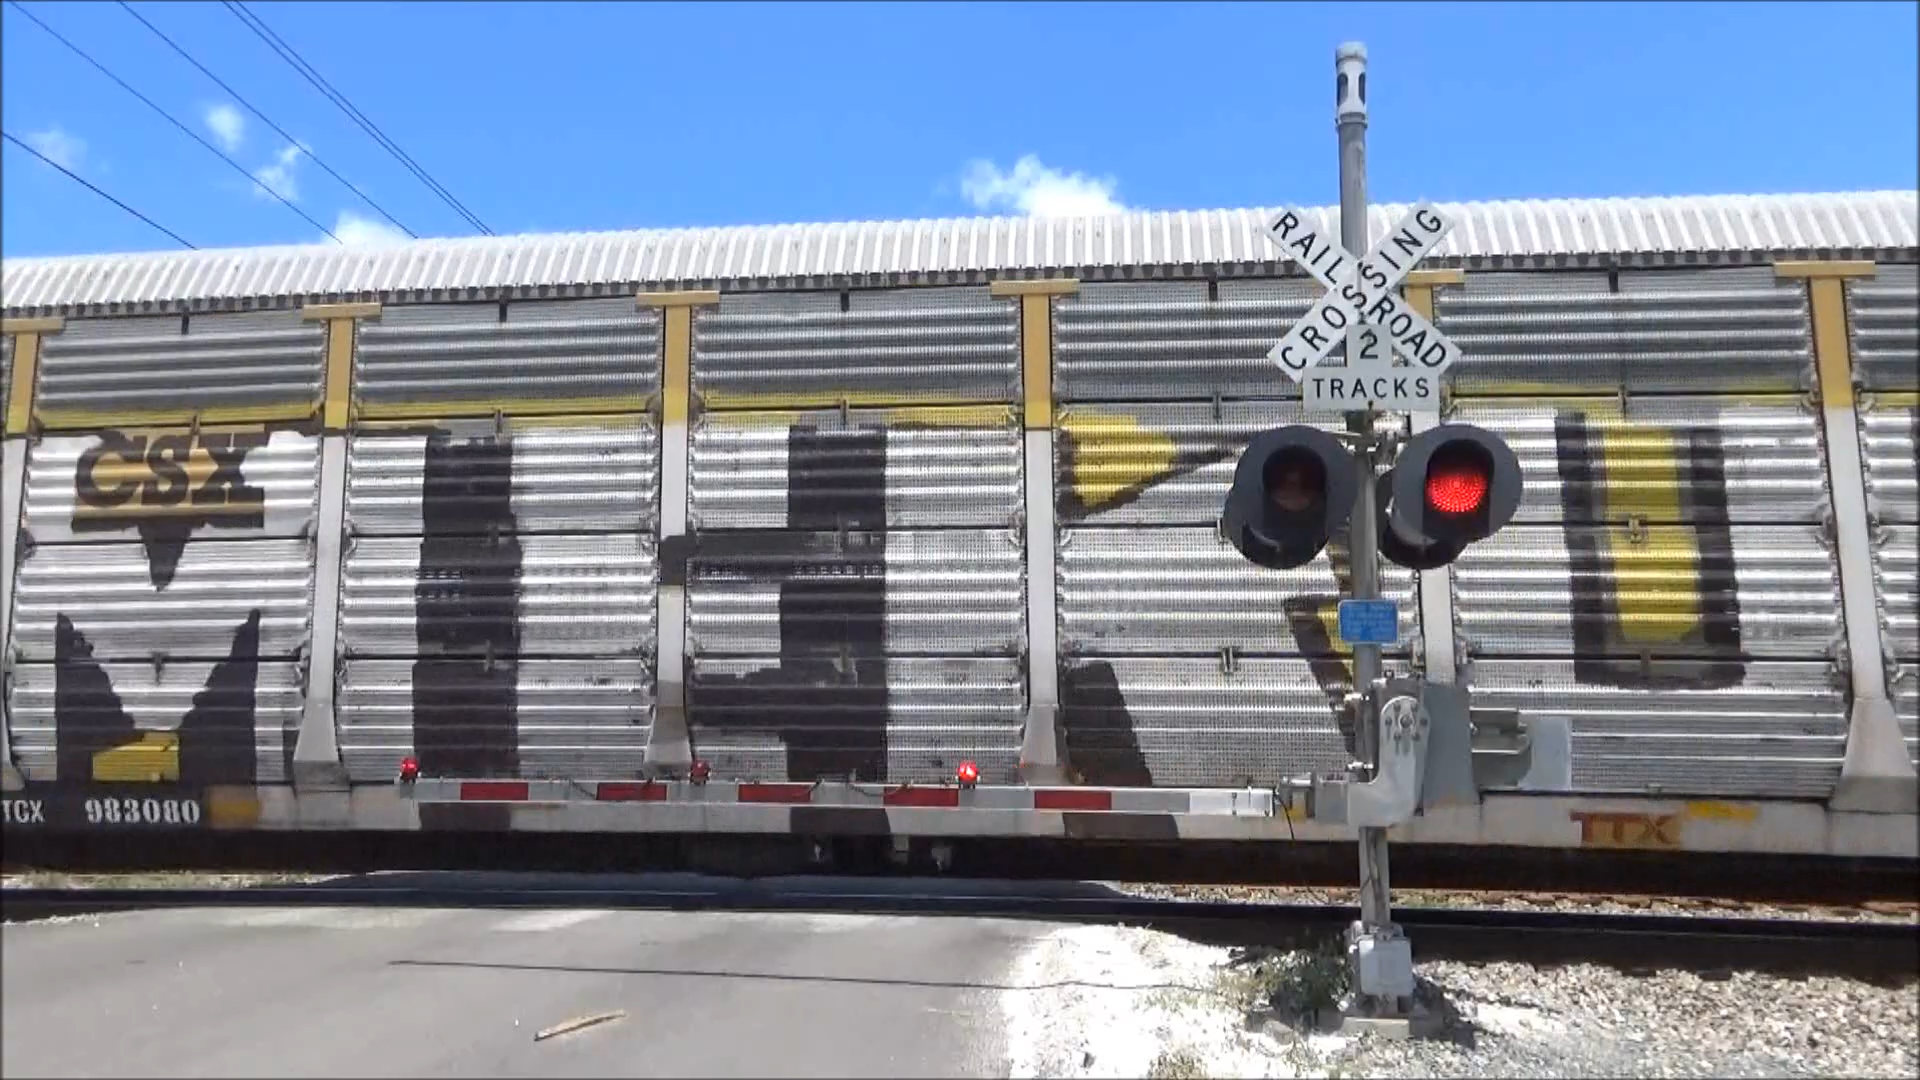 RAILROAD
CROSSING
2
TRACKS
CSX
TCX 983080
TTX